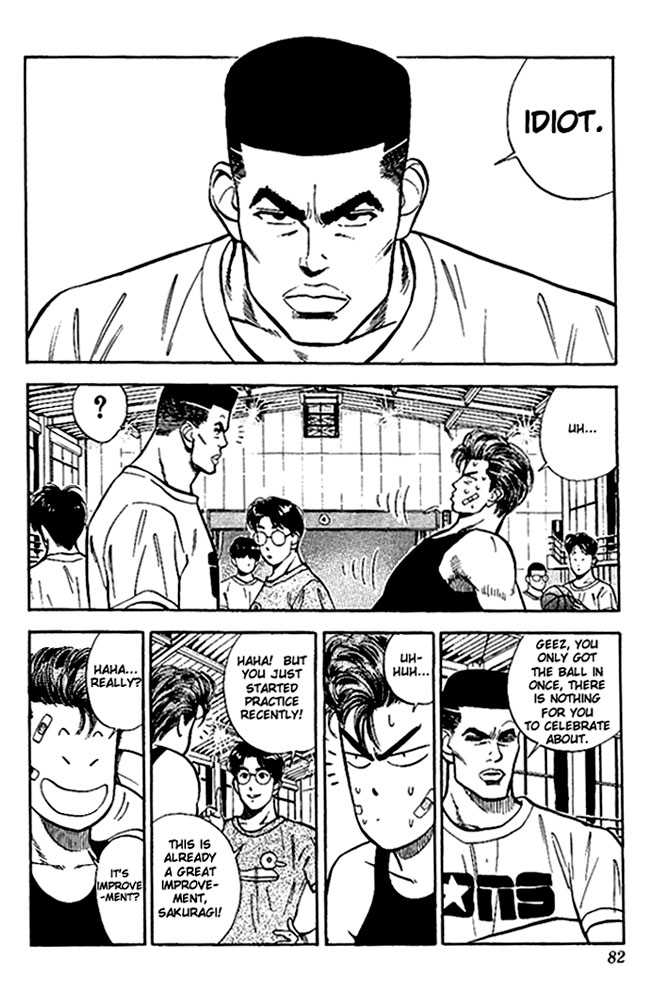 IDIOT.
UH...
?
GEEZ, YOU
ONLY GOT
THE BALL IN
ONCE, THERE
IS NOTHING
FOR YOU
TO CELEBRATE
ABOUT.
UH-
HUH...
HAHA! BUT
YOU JUST
STARTED
PRACTICE
RECENTLY!
THIS IS
ALREADY
A GREAT
IMPROVE-
MENT,
SAKURAGI!
HAHA...
REALLY?
IT'S
IMPROVE
-MENT?
82